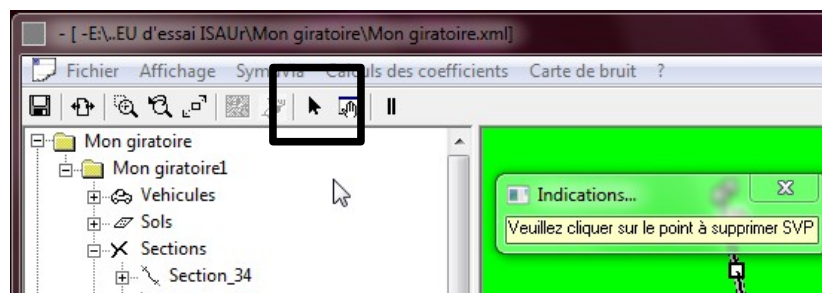 - [ -E:\..EU d'essai ISAUr\Mon giratoire\Mon giratoire.xml]
Fichier Affichage Symuvia Calculs des coefficients Carte de bruit ?
Mon giratoire
Mon giratoire1
Vehicules
Sols
Sections
Section_34
Indications...
Veuillez cliquer sur le point à supprimer SVP